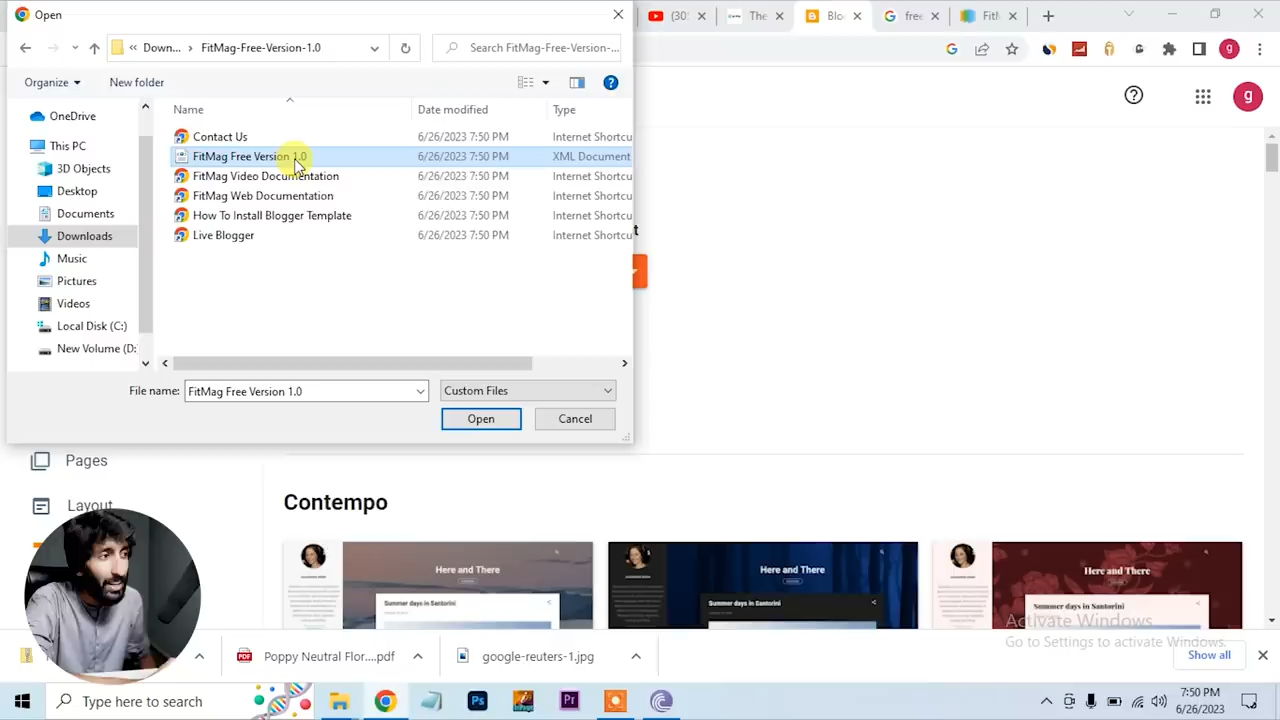 Open
(30
The
Blo
free
Fith
Down...
FitMag-Free-Version-1.0
Search FitMag-Free-Version-...
g
Organize
New folder
OneDrive
This PC
3D Objects
Desktop
Documents
Downloads
Music
Pictures
Videos
Local Disk (C:)
New Volume (D:
Name
Date modified
Type
Contact Us
6/26/2023 7:50 PM
Internet Shortcu
FitMag Free Version 1.0
6/26/2023 7:50 PM
XML Document
FitMag Video Documentation
6/26/2023 7:50 PM
Internet Shortcu
FitMag Web Documentation
6/26/2023 7:50 PM
Internet Shortcu
How To Install Blogger Template
6/26/2023 7:50 PM
Internet Shortcu
Live Blogger
6/26/2023 7:50 PM
Internet Shortcu
File name:
FitMag Free Version 1.0
Custom Files
Open
Cancel
g
t
Pages
Layout
Contempo
Here and There
Summer days in Santorini
Here and There
Summer days in Santorini
Here and There
Summer days in Santorini
Activate Windows
Go to Settings to activate Windows.
Poppy Neutral Flor....pdf
google-reuters-1.jpg
Show all
Type here to search
Ps
Pr
7:50 PM
6/26/2023